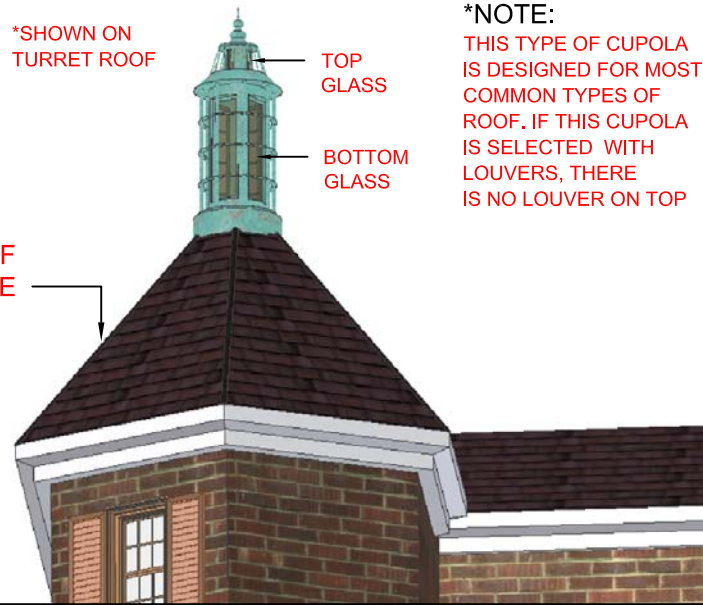 *SHOWN ON
TURRET ROOF
TOP
GLASS
BOTTOM
GLASS
*NOTE:
THIS TYPE OF CUPOLA
IS DESIGNED FOR MOST
COMMON TYPES OF
ROOF. IF THIS CUPOLA
IS SELECTED WITH
LOUVERS, THERE
IS NO LOUVER ON TOP
F
E